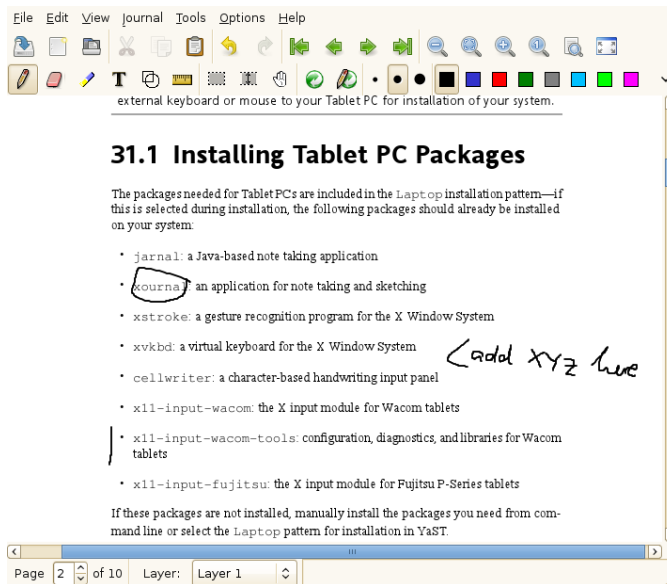 File Edit View Journal Tools Options Help
T
external keyboard or mouse to your Tablet PC for installation of your system.
31.1 Installing Tablet PC Packages
The packages needed for Tablet PCs are included in the Laptop installation pattern—if
this is selected during installation, the following packages should already be installed
on your system:
• jarnal: a Java-based note taking application
• xournal: an application for note taking and sketching
• xstroke: a gesture recognition program for the X Window System
• xvkbd: a virtual keyboard for the X Window System
<add XYZ here
• cellwriter: a character-based handwriting input panel
• x11-input-wacom: the X input module for Wacom tablets
• x11-input-wacom-tools: configuration, diagnostics, and libraries for Wacom
tablets
• x11-input-fujitsu: the X input module for Fujitsu P-Series tablets
If these packages are not installed, manually install the packages you need from com-
mand line or select the Laptop pattern for installation in YaST.
Page 2 of 10 Layer: Layer 1